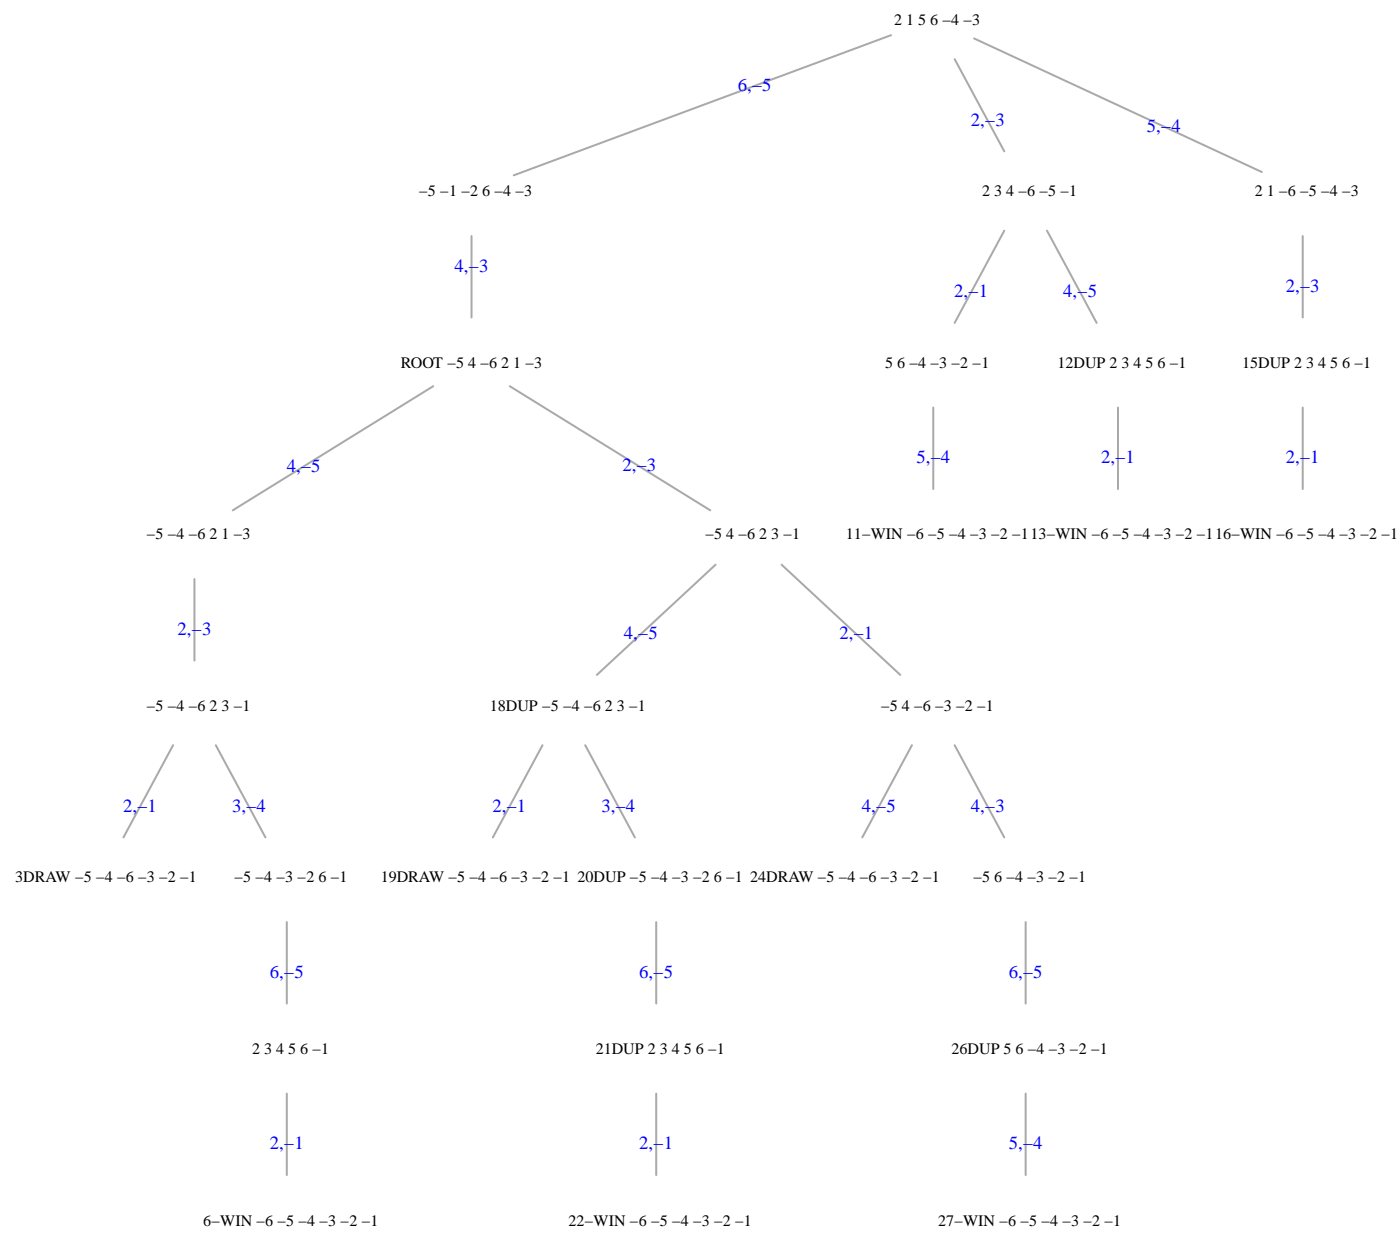 2 1 5 6 –4 –3
6,–5
2,–3
5,–4
–5 –1 –2 6 –4 –3
2 3 4 –6 –5 –1
2 1 –6 –5 –4 –3
4,–3
2,–1
4,–5
2,–3
ROOT –5 4 –6 2 1 –3
5 6 –4 –3 –2 –1
12DUP 2 3 4 5 6 –1
15DUP 2 3 4 5 6 –1
4,–5
2,–3
5,–4
2,–1
2,–1
–5 –4 –6 2 1 –3
–5 4 –6 2 3 –1
11–WIN –6 –5 –4 –3 –2 –1
13–WIN –6 –5 –4 –3 –2 –1
16–WIN –6 –5 –4 –3 –2 –1
2,–3
4,–5
2,–1
–5 –4 –6 2 3 –1
18DUP –5 –4 –6 2 3 –1
–5 4 –6 –3 –2 –1
2,–1
3,–4
2,–1
3,–4
4,–5
4,–3
3DRAW –5 –4 –6 –3 –2 –1
–5 –4 –3 –2 6 –1
19DRAW –5 –4 –6 –3 –2 –1
20DUP –5 –4 –3 –2 6 –1
24DRAW –5 –4 –6 –3 –2 –1
–5 6 –4 –3 –2 –1
6,–5
6,–5
6,–5
2 3 4 5 6 –1
21DUP 2 3 4 5 6 –1
26DUP 5 6 –4 –3 –2 –1
2,–1
2,–1
5,–4
6–WIN –6 –5 –4 –3 –2 –1
22–WIN –6 –5 –4 –3 –2 –1
27–WIN –6 –5 –4 –3 –2 –1